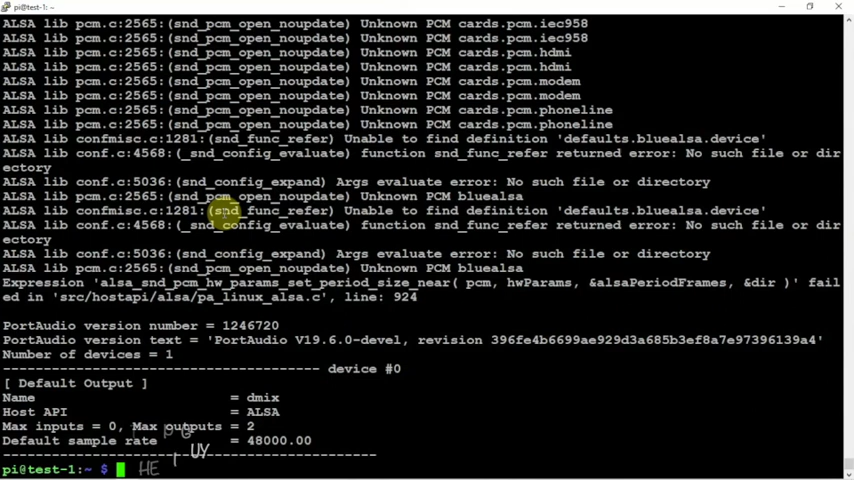 pi@test-1: ~
ALSA lib pcm.c:2565:(snd_pcm_open_noupdate) Unknown PCM cards.pcm.iec958
ALSA lib pcm.c:2565:(snd_pcm_open_noupdate) Unknown PCM cards.pcm.iec958
ALSA lib pcm.c:2565:(snd_pcm_open_noupdate) Unknown PCM cards.pcm.hdmi
ALSA lib pcm.c:2565:(snd_pcm_open_noupdate) Unknown PCM cards.pcm.hdmi
ALSA lib pcm.c:2565:(snd_pcm_open_noupdate) Unknown PCM cards.pcm.modem
ALSA lib pcm.c:2565:(snd_pcm_open_noupdate) Unknown PCM cards.pcm.modem
ALSA lib pcm.c:2565:(snd_pcm_open_noupdate) Unknown PCM cards.pcm.phoneline
ALSA lib pcm.c:2565:(snd_pcm_open_noupdate) Unknown PCM cards.pcm.phoneline
ALSA lib confmisc.c:1281:(snd_func_refer) Unable to find definition 'defaults.bluealsa.device'
ALSA lib conf.c:4568:(_snd_config_evaluate) function snd_func_refer returned error: No such file or dir
ectory
ALSA lib conf.c:5036:(snd_config_expand) Args evaluate error: No such file or directory
ALSA lib pcm.c:2565:(snd_pcm_open_noupdate) Unknown PCM bluealsa
ALSA lib confmisc.c:1281:(snd_func_refer) Unable to find definition 'defaults.bluealsa.device'
ALSA lib conf.c:4568:(_snd_config_evaluate) function snd_func_refer returned error: No such file or dir
ectory
ALSA lib conf.c:5036:(snd_config_expand) Args evaluate error: No such file or directory
ALSA lib pcm.c:2565:(snd_pcm_open_noupdate) Unknown PCM bluealsa
Expression 'alsa_snd_pcm_hw_params_set_period_size_near( pcm, hwParams, &alsaPeriodFrames, &dir )' fail
ed in 'src/hostapi/alsa/pa_linux_alsa.c', line: 924
PortAudio version number = 1246720
PortAudio version text = 'PortAudio V19.6.0-devel, revision 396fe4b6699ae929d3a685b3ef8a7e97396139a4'
Number of devices = 1
--------------------------------------- device #0
[ Default Output ]
Name = dmix
Host API = ALSA
Max inputs = 0, Max outputs = 2
Default sample rate = 48000.00
----------------------------------------------
UY
pi@test-1:~ $ HE